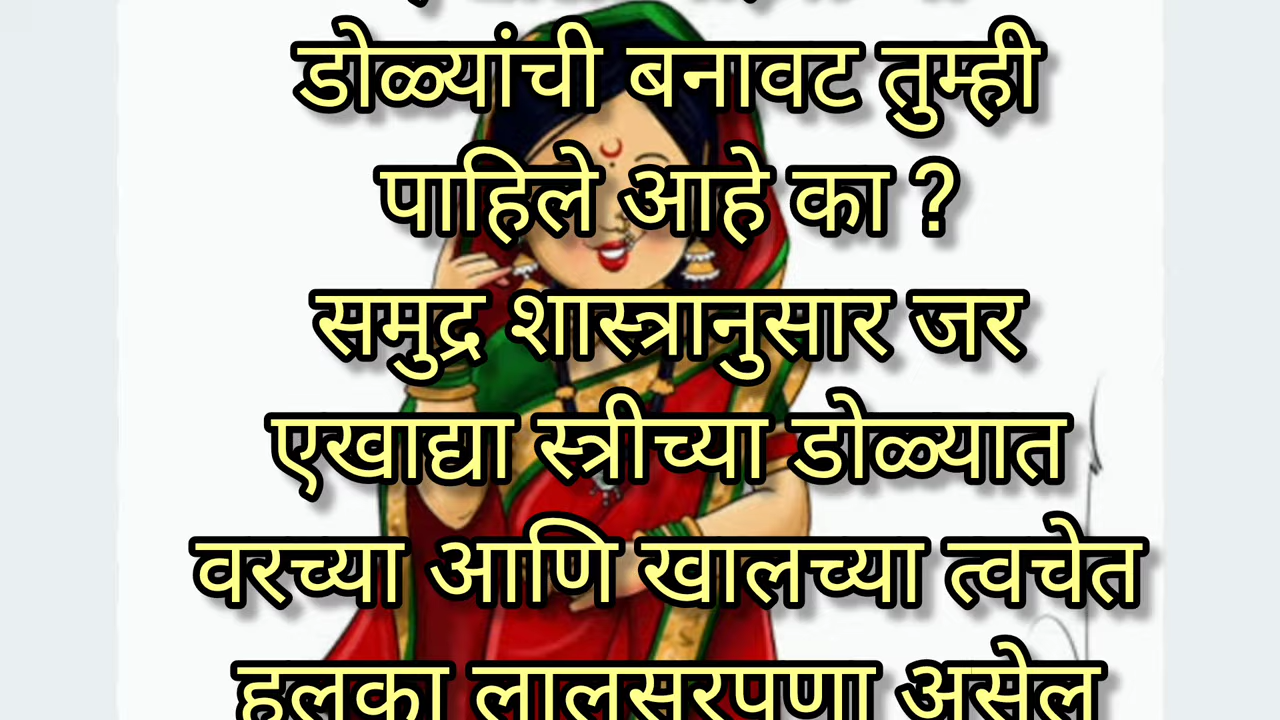 डोळ्यांची बनावट तुम्ही
पाहिले आहे का ?
समुद्र शास्त्रानुसार जर
एखाद्या स्त्रीच्या डोळ्यात
वरच्या आणि खालच्या त्वचेत
हलका लालसरपणा असेल